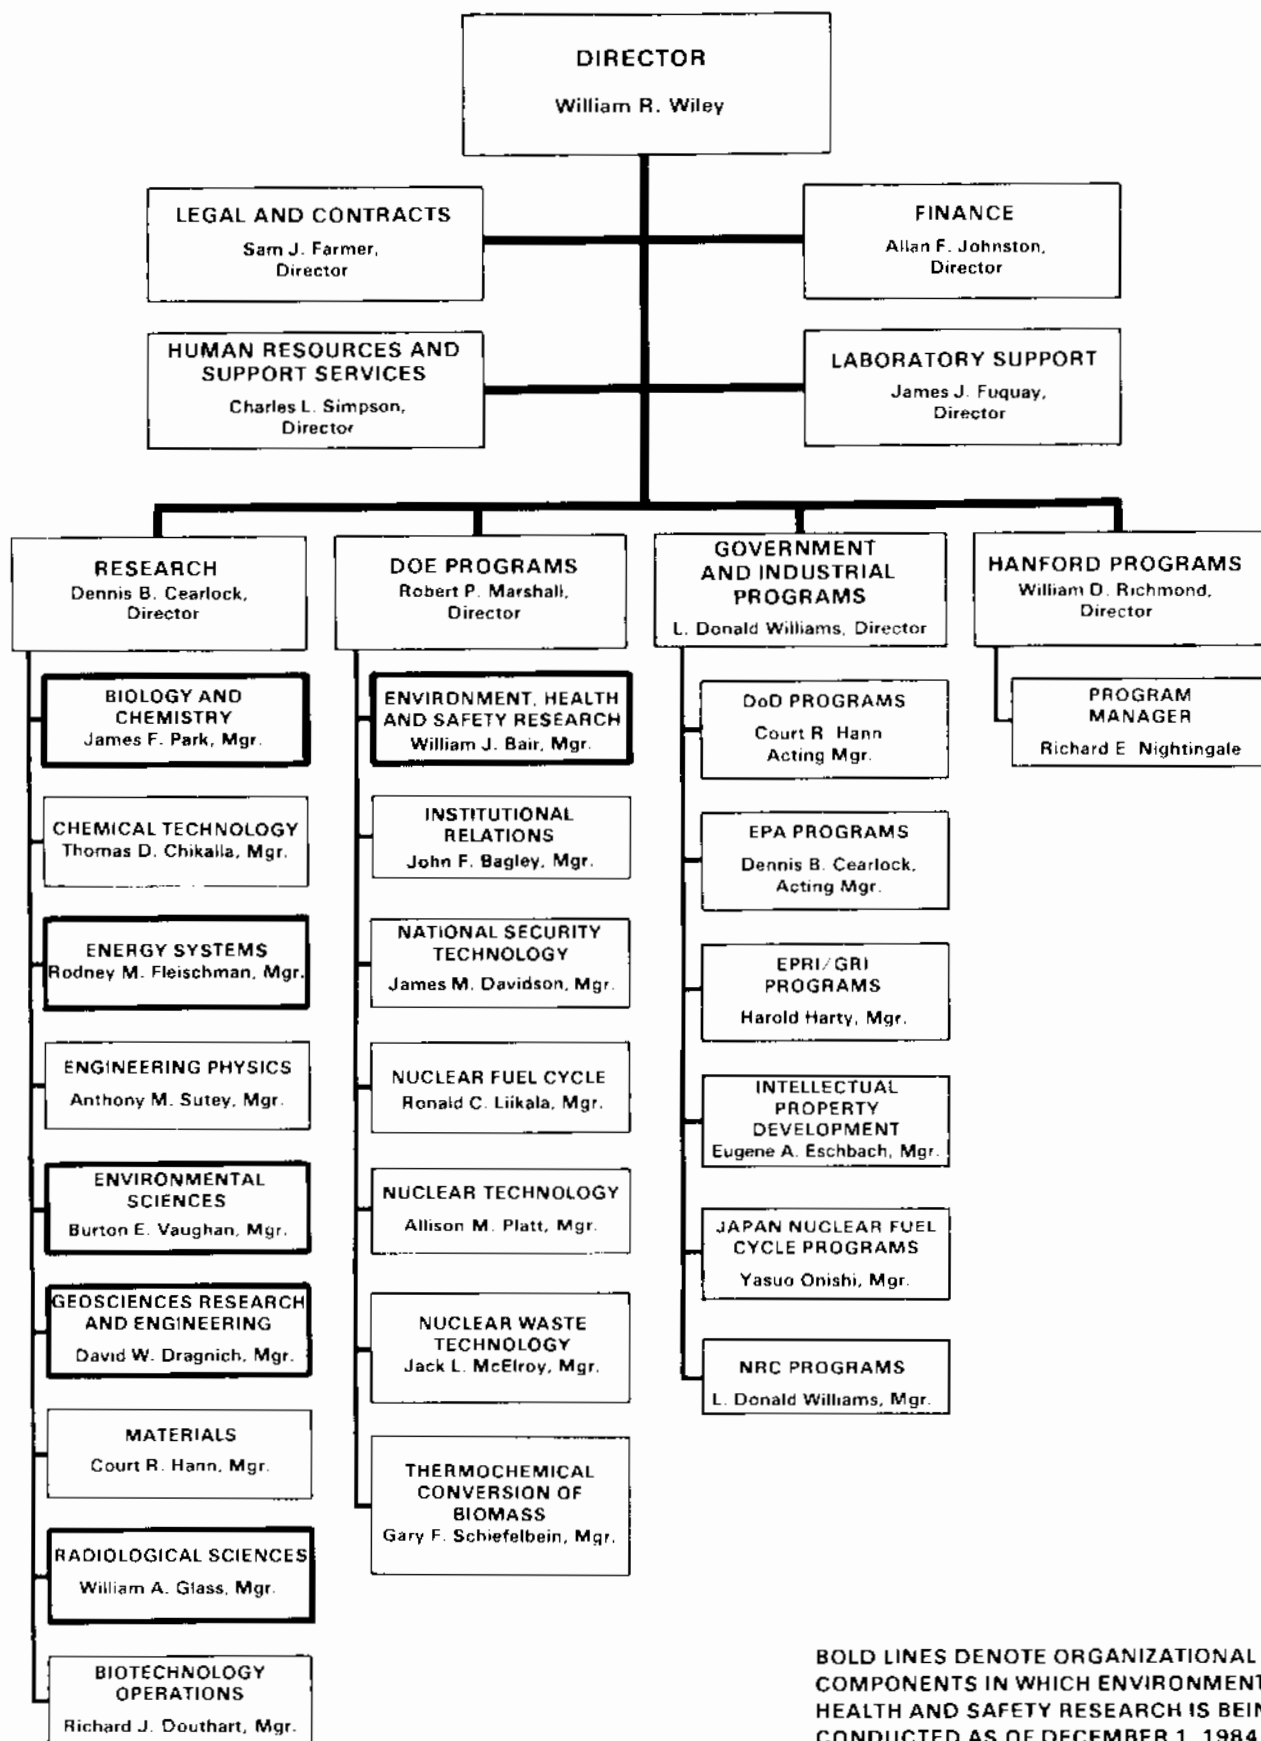 DIRECTOR
William R. Wiley
LEGAL AND CONTRACTS
Sam J. Farmer,
Director
FINANCE
Allan F. Johnston,
Director
HUMAN RESOURCES AND
SUPPORT SERVICES
Charles L. Simpson,
Director
LABORATORY SUPPORT
James J. Fuquay,
Director
RESEARCH
Dennis B. Cearlock,
Director
BIOLOGY AND
CHEMISTRY
James F. Park, Mgr.
CHEMICAL TECHNOLOGY
Thomas D. Chikalla, Mgr.
ENERGY SYSTEMS
Rodney M. Fleischman, Mgr.
ENGINEERING PHYSICS
Anthony M. Sutey, Mgr.
ENVIRONMENTAL
SCIENCES
Burton E. Vaughan, Mgr.
GEOSCIENCES RESEARCH
AND ENGINEERING
David W. Dragnich, Mgr.
MATERIALS
Court R. Hann, Mgr.
RADIOLOGICAL SCIENCES
William A. Glass, Mgr.
BIOTECHNOLOGY
OPERATIONS
Richard J. Douthart, Mgr.
DOE PROGRAMS
Robert P. Marshall,
Director
ENVIRONMENT, HEALTH
AND SAFETY RESEARCH
William J. Bair, Mgr.
INSTITUTIONAL
RELATIONS
John F. Bagley, Mgr.
NATIONAL SECURITY
TECHNOLOGY
James M. Davidson, Mgr.
NUCLEAR FUEL CYCLE
Ronald C. Liikala, Mgr.
NUCLEAR TECHNOLOGY
Allison M. Platt, Mgr.
NUCLEAR WASTE
TECHNOLOGY
Jack L. McElroy, Mgr.
THERMOCHEMICAL
CONVERSION OF
BIOMASS
Gary F. Schiefelbein, Mgr.
GOVERNMENT
AND INDUSTRIAL
PROGRAMS
L. Donald Williams, Director
DoD PROGRAMS
Court R. Hann
Acting Mgr.
EPA PROGRAMS
Dennis B. Cearlock,
Acting Mgr.
EPRI/GRI
PROGRAMS
Harold Harty, Mgr.
INTELLECTUAL
PROPERTY
DEVELOPMENT
Eugene A. Eschbach, Mgr.
JAPAN NUCLEAR FUEL
CYCLE PROGRAMS
Yasuo Onishi, Mgr.
NRC PROGRAMS
L. Donald Williams, Mgr.
HANFORD PROGRAMS
William D. Richmond,
Director
PROGRAM
MANAGER
Richard E. Nightingale
BOLD LINES DENOTE ORGANIZATIONAL
COMPONENTS IN WHICH ENVIRONMENT
HEALTH AND SAFETY RESEARCH IS BEIN
CONDUCTED AS OF DECEMBER 1, 1984